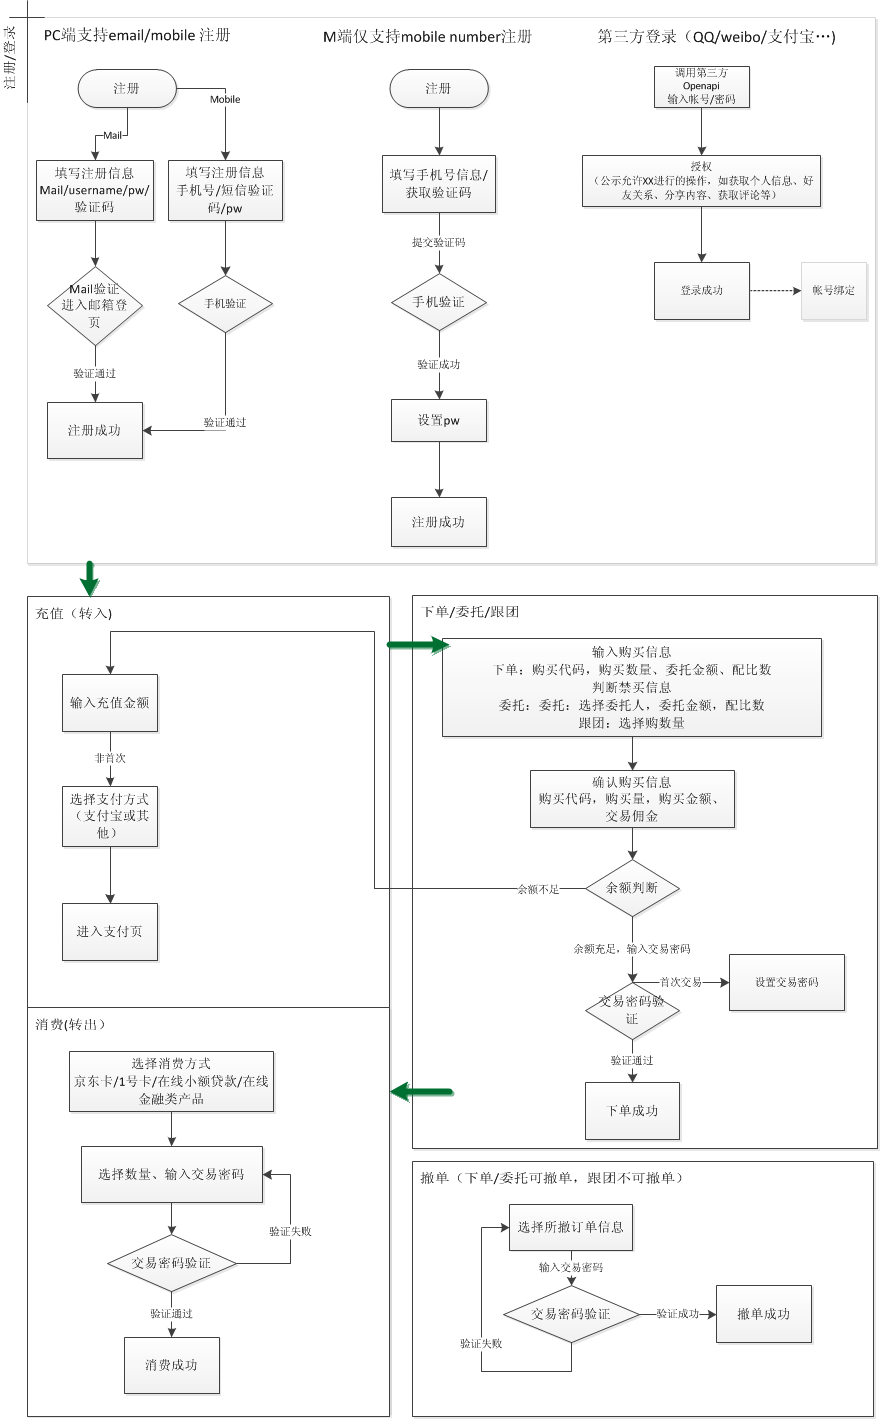 注册/登录
PC端支持email/mobile 注册
注册
Mobile
Mail
填写注册信息
Mail/username/pw/
验证码
填写注册信息
手机号/短信验证
码/pw
Mail验证
进入邮箱登
页
手机验证
验证通过
验证通过
注册成功
M端仅支持mobile number注册
注册
填写手机号信息/
获取验证码
提交验证码
手机验证
验证成功
设置pw
注册成功
第三方登录（QQ/weibo/支付宝…)
调用第三方
Openapi
输入帐号/密码
授权
（公示允许XX进行的操作，如获取个人信息、好
友关系、分享内容、获取评论等）
登录成功
帐号绑定
充值（转入)
输入充值金额
非首次
选择支付方式
（支付宝或其
他）
进入支付页
下单/委托/跟团
输入购买信息
下单：购买代码，购买数量、委托金额、配比数
判断禁买信息
委托：委托：选择委托人，委托金额，配比数
跟团：选择购数量
确认购买信息
购买代码，购买量，购买金额、
交易佣金
余额判断
余额不足
余额充足，输入交易密码
首次交易
设置交易密码
交易密码验
证
验证通过
下单成功
消费(转出）
选择消费方式
京东卡/1号卡/在线小额贷款/在线
金融类产品
选择数量、输入交易密码
验证失败
交易密码验证
验证通过
消费成功
撤单（下单/委托可撤单，跟团不可撤单）
选择所撤订单信息
输入交易密码
交易密码验证
验证成功
撤单成功
验证失败